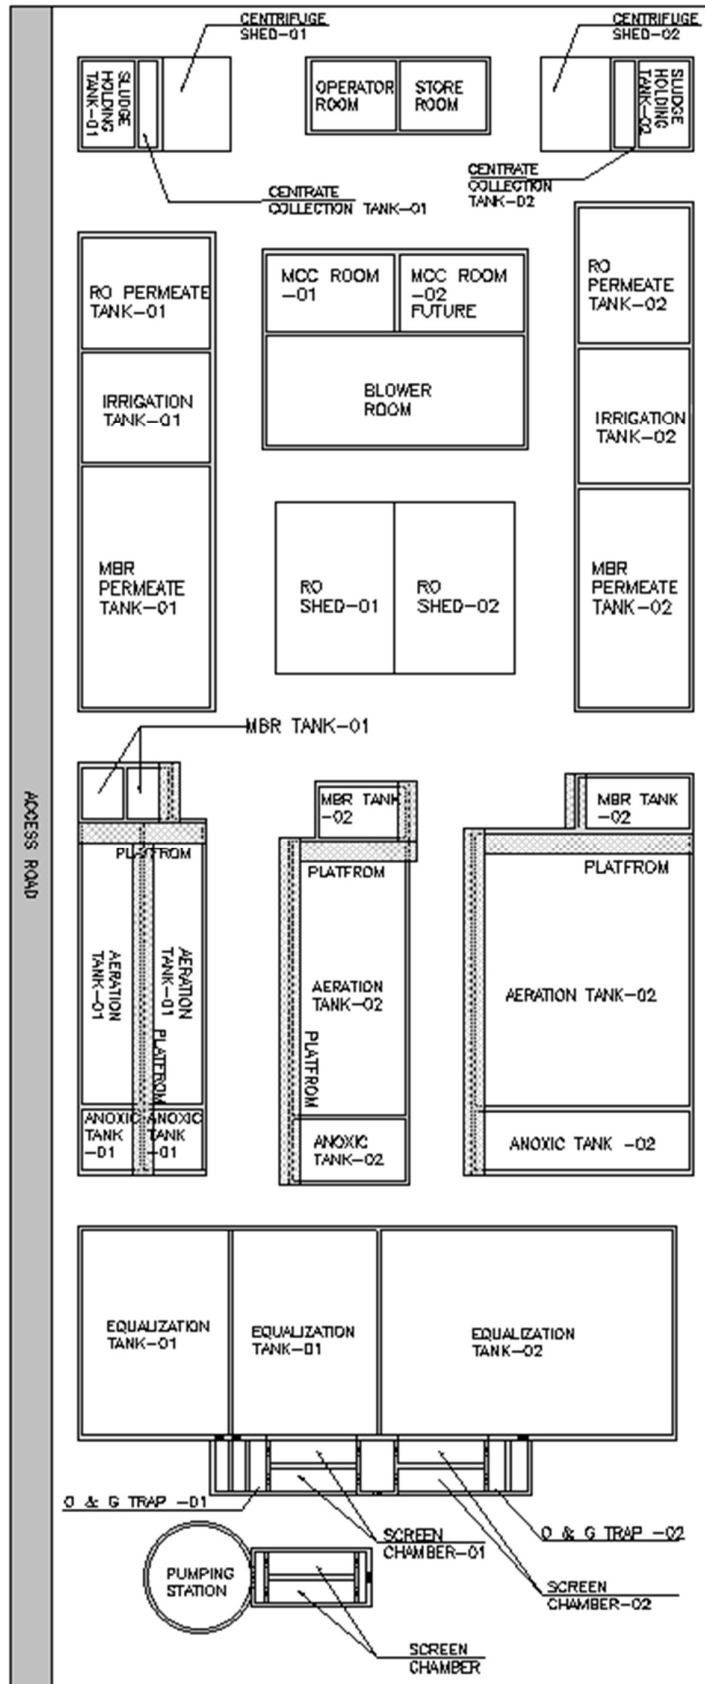 CENTRIFUGE
SHED-01
CENTRIFUGE
SHED-02
SLUDGE
HOLDING
TANK-01
OPERATOR
ROOM
STORE
ROOM
SLUDGE
HOLDING
TANK-02
CENTRATE
COLLECTION TANK-01
CENTRATE
COLLECTION
TANK-02
RO PERMEATE
TANK-01
MCC ROOM
-01
MCC ROOM
-02
FUTURE
RO
PERMEATE
TANK-02
IRRIGATION
TANK-01
BLOWER
ROOM
IRRIGATION
TANK-02
MBR
PERMEATE
TANK-01
RO
SHED-01
RO
SHED-02
MBR
PERMEATE
TANK-02
MBR TANK-01
ACCESS ROAD
MBR TANK
-02
MBR TANK
-02
PLATFROM
PLATFROM
PLATFROM
AERATION
TANK-01
AERATION
TANK-01
PLATFROM
AERATION
TANK-02
PLATFROM
AERATION TANK-02
ANOXIC
TANK
-01
ANOXIC
TANK
-01
ANOXIC
TANK-02
ANOXIC TANK -02
EQUALIZATION
TANK-01
EQUALIZATION
TANK-01
EQUALIZATION
TANK-02
O & G TRAP -01
SCREEN
CHAMBER-01
O & G TRAP -02
SCREEN
CHAMBER-02
PUMPING
STATION
SCREEN
CHAMBER